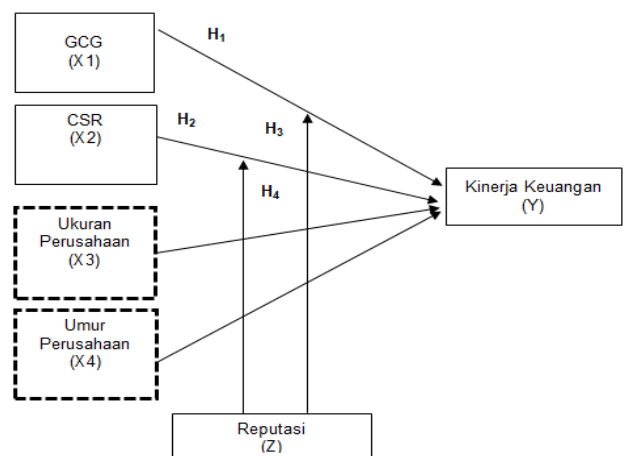 GCG
(X1)
H1
CSR
(X2)
H2
H3
H4
Kinerja Keuangan
(Y)
Ukuran
Perusahaan
(X3)
Umur
Perusahaan
(X4)
Reputasi
(Z)